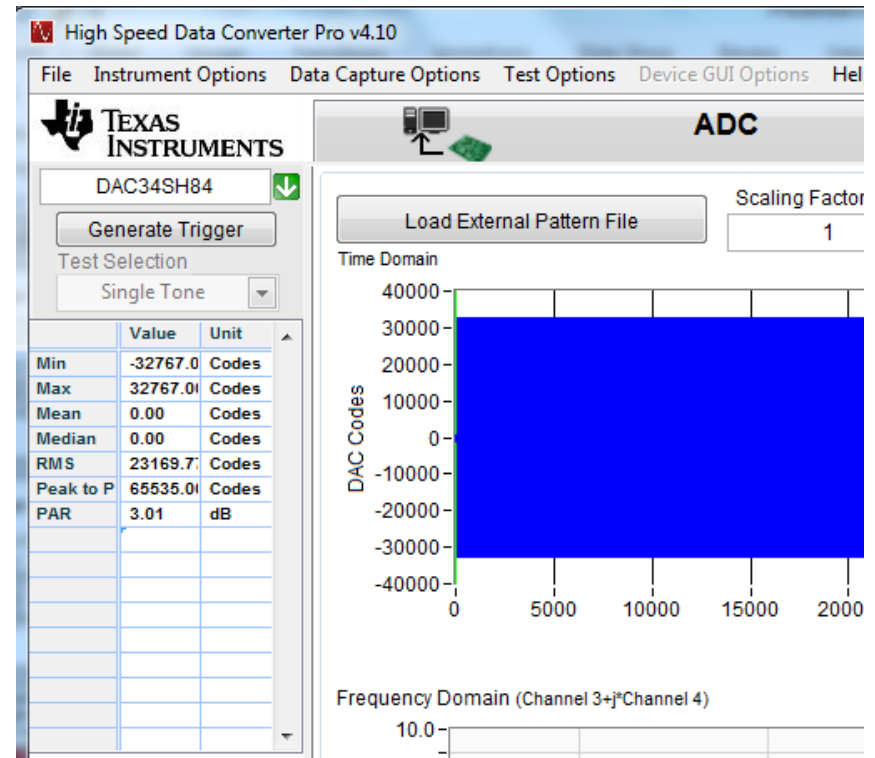 High Speed Data Converter Pro v4.10
File Instrument Options Data Capture Options Test Options Device GUI Options Hel
TEXAS
INSTRUMENTS
ADC
DAC34SH84
Generate Trigger
Test Selection
Single Tone
Value Unit
Min -32767.0 Codes
Max 32767.0 Codes
Mean 0.00 Codes
Median 0.00 Codes
RMS 23169.7 Codes
Peak to P 65535.0 Codes
PAR 3.01 dB
Load External Pattern File
Scaling Factor
1
Time Domain
DAC Codes
40000
30000
20000
10000
0
-10000
-20000
-30000
-40000
0 5000 10000 15000 2000
Frequency Domain (Channel 3+j*Channel 4)
10.0